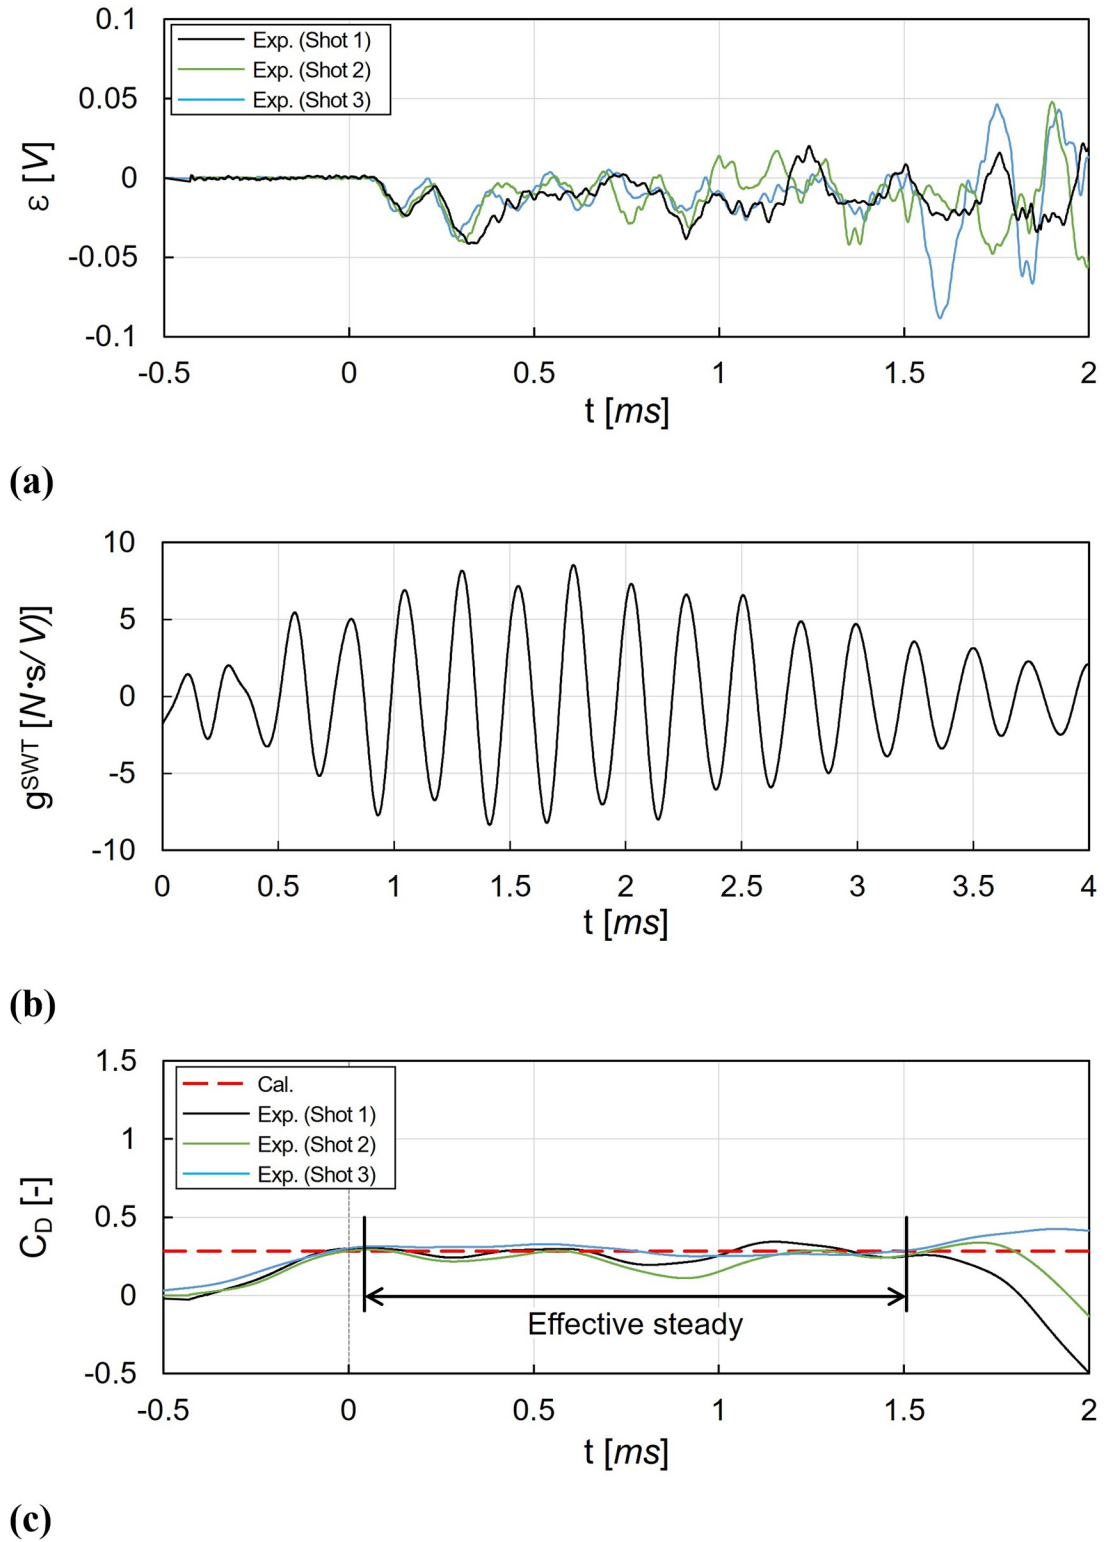 0.1
Exp. (Shot 1)
Exp. (Shot 2)
Exp. (Shot 3)
0.05
0
-0.05
-0.1
ε [V]
-0.5 0 0.5 1 1.5 2
t [ms]
(a)
10
5
0
-5
-10
gSWT [N•s/V)]
0 0.5 1 1.5 2 2.5 3 3.5 4
t [ms]
(b)
1.5
Cal.
Exp. (Shot 1)
Exp. (Shot 2)
Exp. (Shot 3)
1
0.5
0
-0.5
CD [-]
Effective steady
-0.5 0 0.5 1 1.5 2
t [ms]
(c)